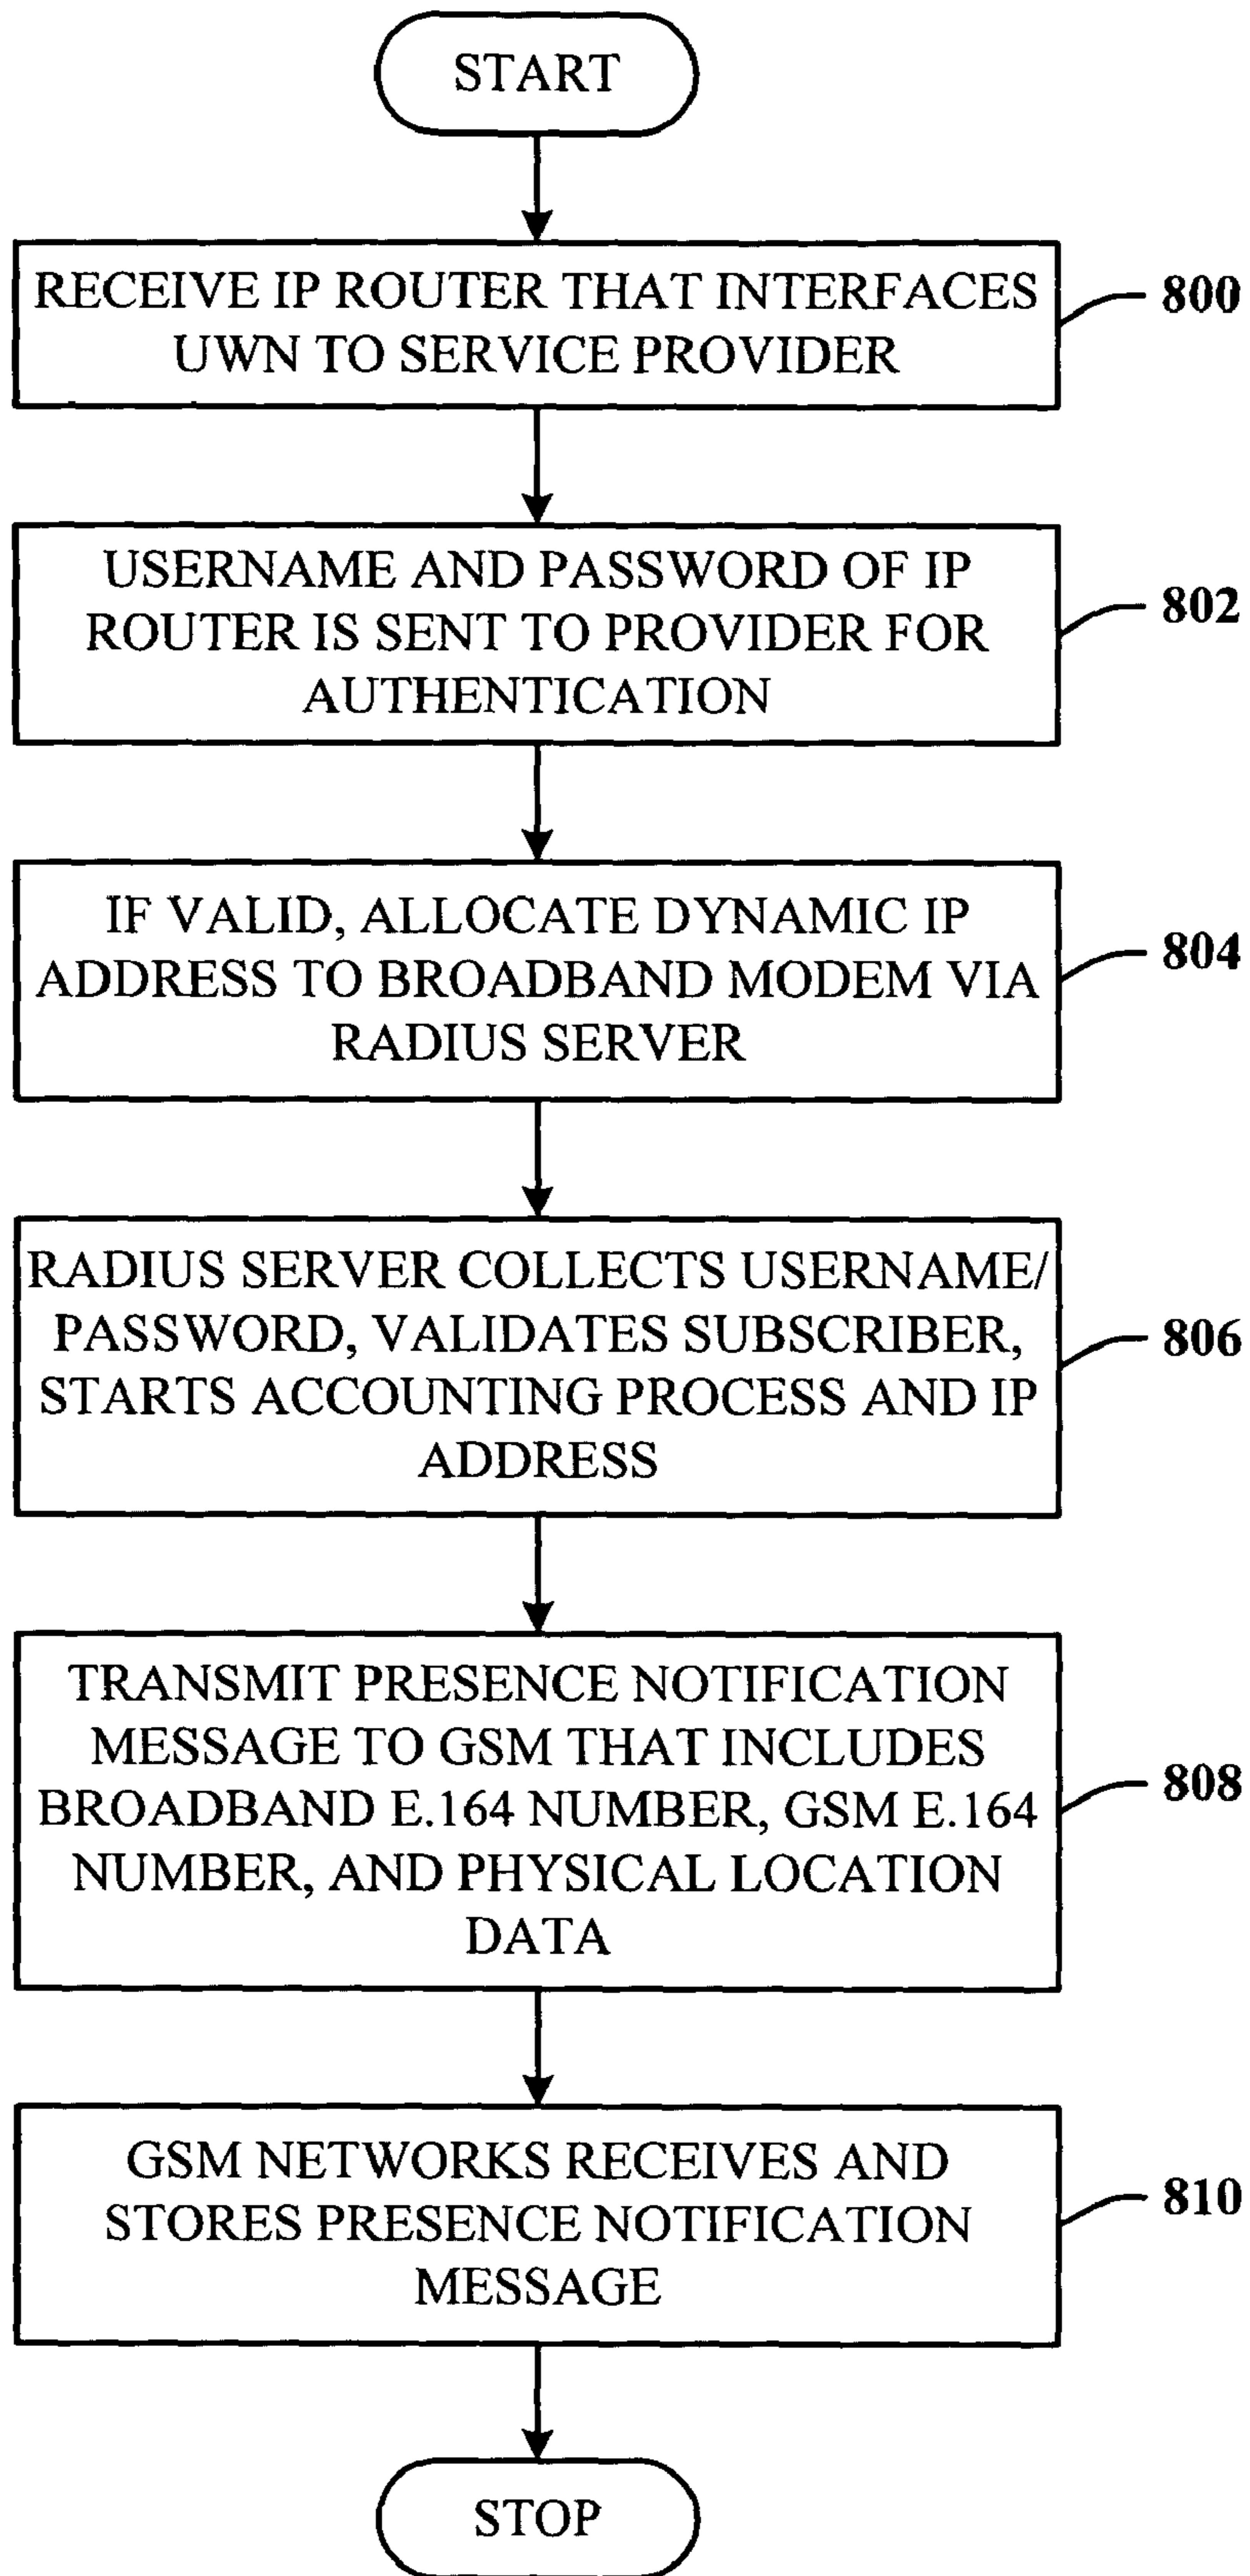 START
RECEIVE IP ROUTER THAT INTERFACES
UWN TO SERVICE PROVIDER
800
USERNAME AND PASSWORD OF IP
ROUTER IS SENT TO PROVIDER FOR
AUTHENTICATION
802
IF VALID, ALLOCATE DYNAMIC IP
ADDRESS TO BROADBAND MODEM VIA
RADIUS SERVER
804
RADIUS SERVER COLLECTS USERNAME/
PASSWORD, VALIDATES SUBSCRIBER,
STARTS ACCOUNTING PROCESS AND IP
ADDRESS
806
TRANSMIT PRESENCE NOTIFICATION
MESSAGE TO GSM THAT INCLUDES
BROADBAND E.164 NUMBER, GSM E.164
NUMBER, AND PHYSICAL LOCATION
DATA
808
GSM NETWORKS RECEIVES AND
STORES PRESENCE NOTIFICATION
MESSAGE
810
STOP